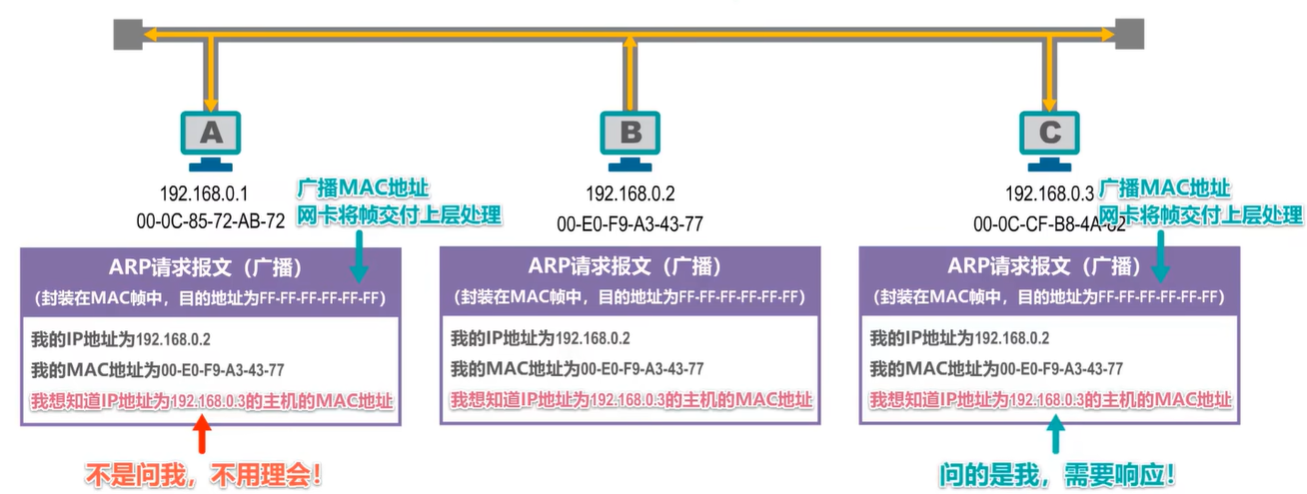 A
B
C
192.168.0.1
00-0C-85-72-AB-72
广播MAC地址
网卡将帧交付上层处理
192.168.0.2
00-E0-F9-A3-43-77
192.168.0.3
00-0C-CF-B8-4A-82
广播MAC地址
网卡将帧交付上层处理
ARP请求报文（广播）
（封装在MAC帧中，目的地址为FF-FF-FF-FF-FF-FF）
我的IP地址为192.168.0.2
我的MAC地址为00-E0-F9-A3-43-77
我想知道IP地址为192.168.0.3的主机的MAC地址
不是问我，不用理会！
ARP请求报文（广播）
（封装在MAC帧中，目的地址为FF-FF-FF-FF-FF-FF）
我的IP地址为192.168.0.2
我的MAC地址为00-E0-F9-A3-43-77
我想知道IP地址为192.168.0.3的主机的MAC地址
ARP请求报文（广播）
（封装在MAC帧中，目的地址为FF-FF-FF-FF-FF-FF）
我的IP地址为192.168.0.2
我的MAC地址为00-E0-F9-A3-43-77
我想知道IP地址为192.168.0.3的主机的MAC地址
问的是我，需要响应！